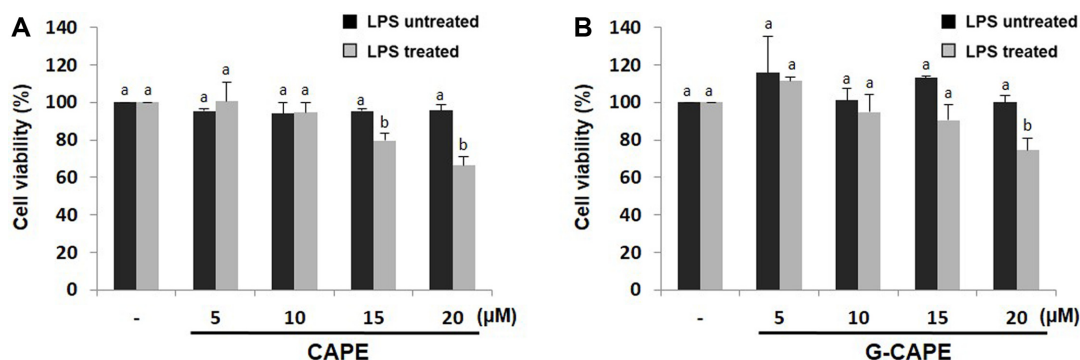 A
Cell viability (%)
140
120
100
80
60
40
20
0
LPS untreated
LPS treated
a a a a a a a b a b
- 5 10 15 20 (μM)
CAPE
B
Cell viability (%)
140
120
100
80
60
40
20
0
LPS untreated
LPS treated
a a a a a a a a a b
- 5 10 15 20 (μM)
G-CAPE